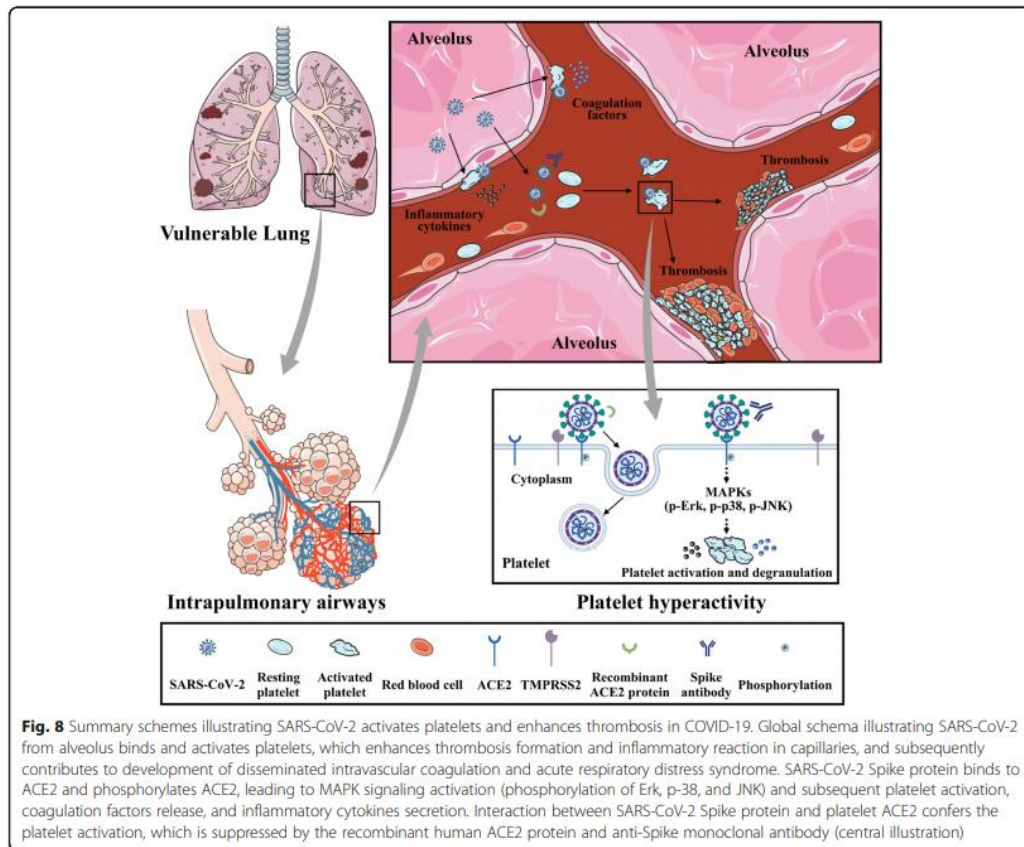 Alveolus
Alveolus
Coagulation
factors
Thrombosis
Inflammatory
cytokines
Vulnerable Lung
Thrombosis
Alveolus
Cytoplasm
MAPKs
(p-Erk, p-p38, p-JNK)
Platelet
Platelet activation and degranulation
Intrapulmonary airways
Platelet hyperactivity
SARS-CoV-2
Resting
platelet
Activated
platelet
Red blood cell
ACE2
TMPRSS2
Recombinant
ACE2 protein
Spike
antibody
Phosphorylation
Fig. 8 Summary schemes illustrating SARS-CoV-2 activates platelets and enhances thrombosis in COVID-19. Global schema illustrating SARS-CoV-2
from alveolus binds and activates platelets, which enhances thrombosis formation and inflammatory reaction in capillaries, and subsequently
contributes to development of disseminated intravascular coagulation and acute respiratory distress syndrome. SARS-CoV-2 Spike protein binds to
ACE2 and phosphorylates ACE2, leading to MAPK signaling activation (phosphorylation of Erk, p-38, and JNK) and subsequent platelet activation,
coagulation factors release, and inflammatory cytokines secretion. Interaction between SARS-CoV-2 Spike protein and platelet ACE2 confers the
platelet activation, which is suppressed by the recombinant human ACE2 protein and anti-Spike monoclonal antibody (central illustration)